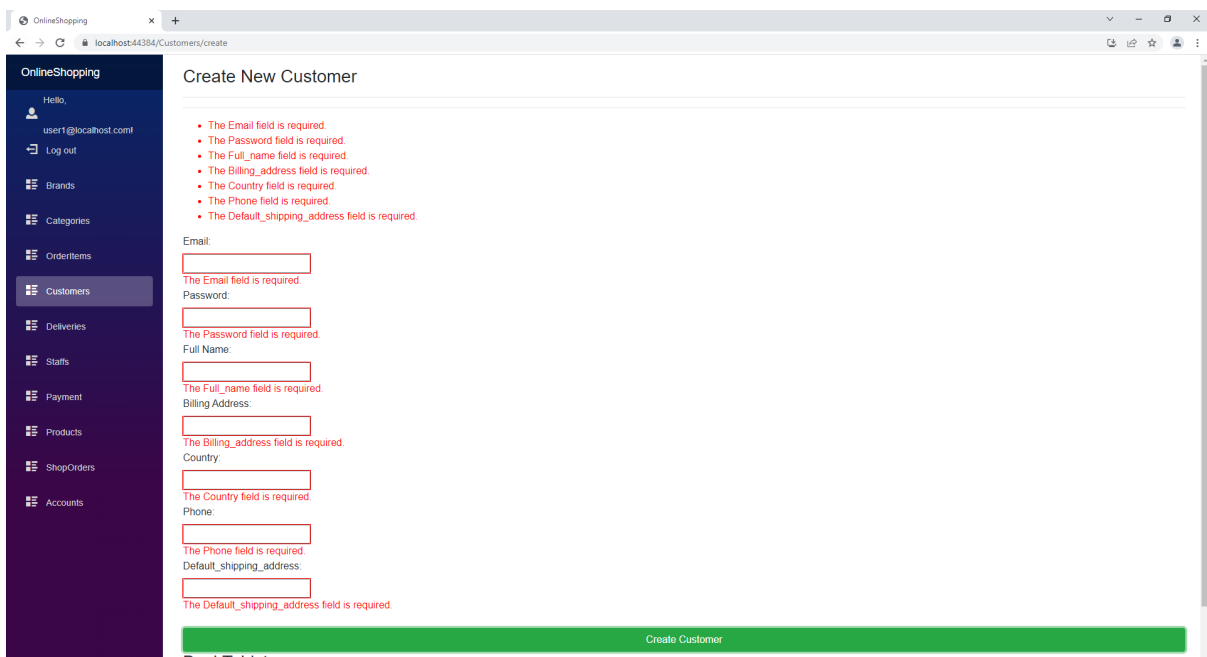 OnlineShopping
localhost:44384/Customers/create
OnlineShopping
Hello,
user1@localhost.com!
Log out
Brands
Categories
OrderItems
Customers
Deliveries
Staffs
Payment
Products
ShopOrders
Accounts
Create New Customer
The Email field is required.
The Password field is required.
The Full_name field is required.
The Billing_address field is required.
The Country field is required.
The Phone field is required.
The Default_shipping_address field is required.
Email:
The Email field is required.
Password:
The Password field is required.
Full Name:
The Full_name field is required.
Billing Address:
The Billing_address field is required.
Country:
The Country field is required.
Phone:
The Phone field is required.
Default_shipping_address:
The Default_shipping_address field is required.
Create Customer